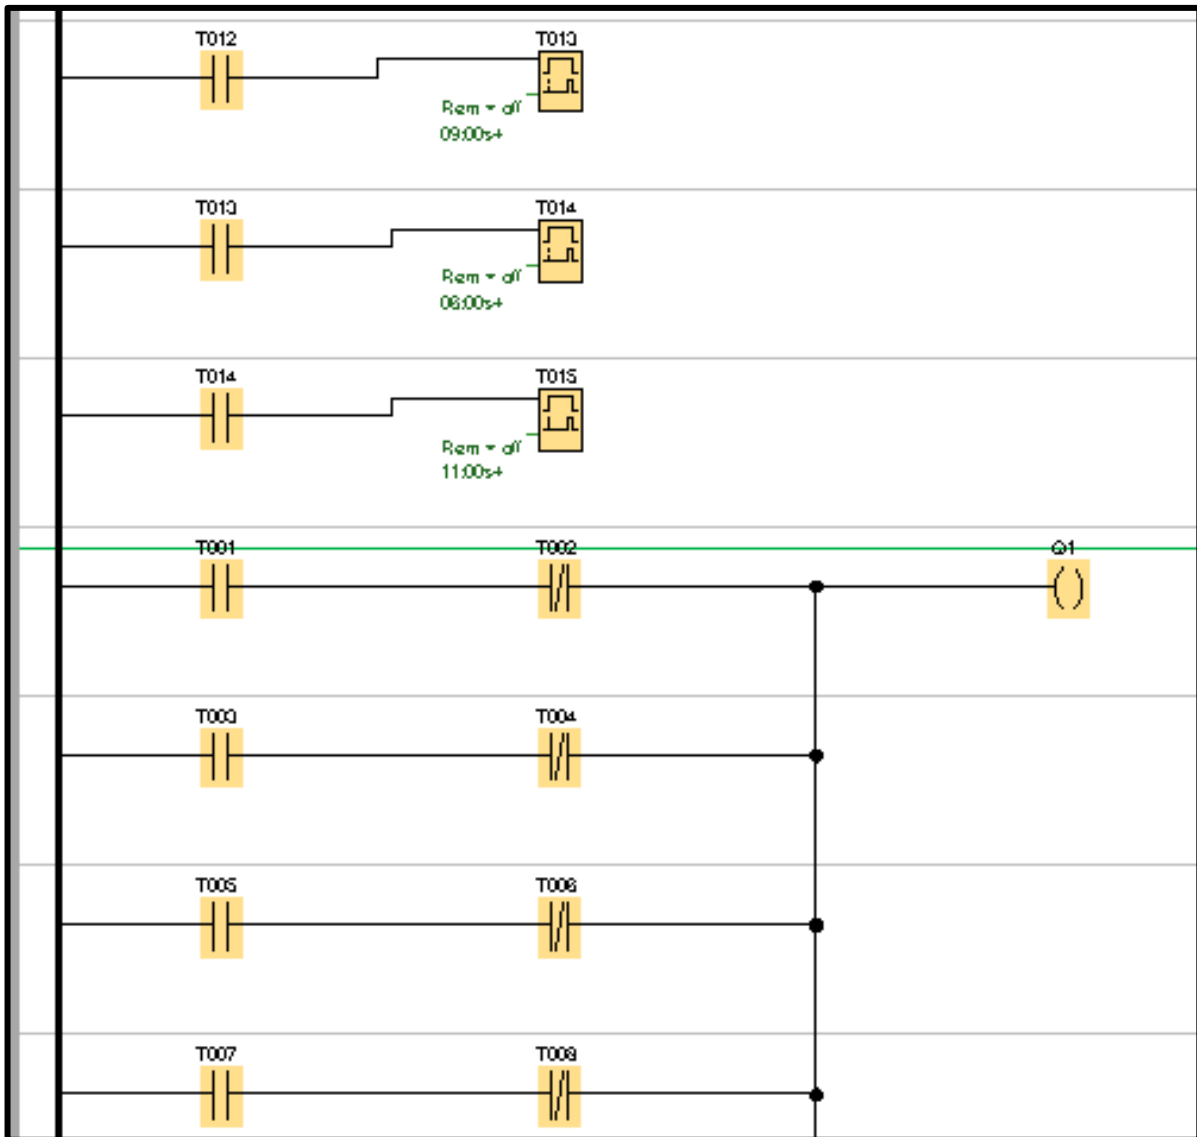 T012 T013
Rem = off
09:00s+
T013 T014
Rem = off
06:00s+
T014 T015
Rem = off
11:00s+
T001 T002 Q1
T003 T004
T005 T006
T007 T008